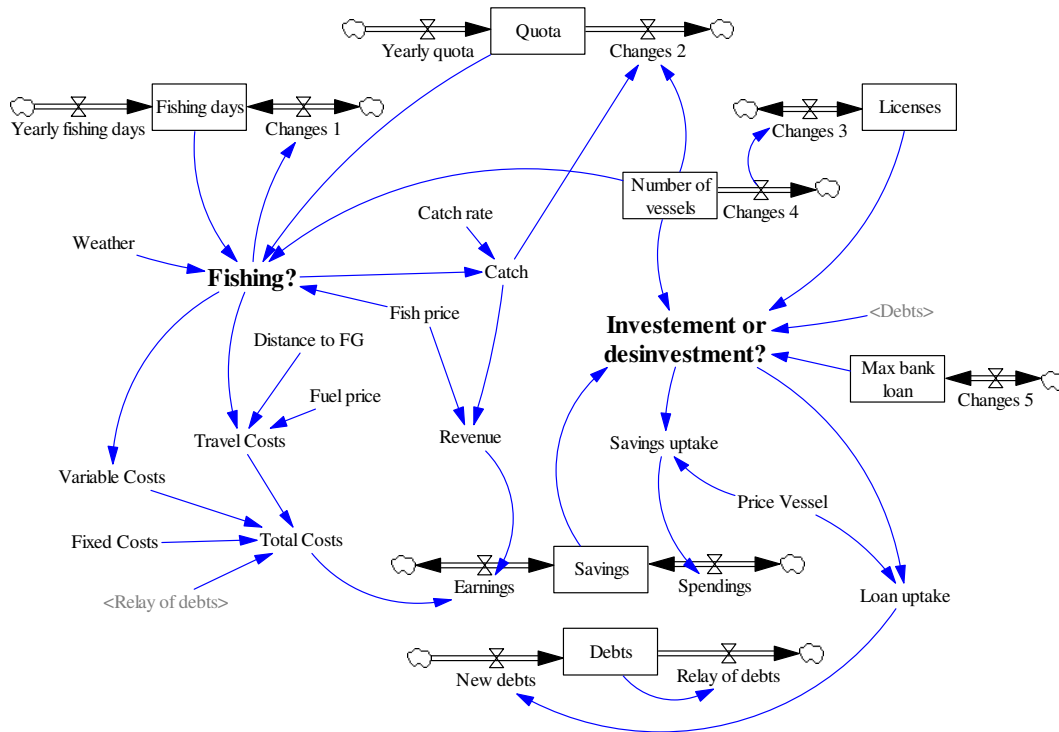 Quota
Yearly quota
Changes 2
Fishing days
Licenses
Yearly fishing days
Changes 1
Changes 3
Number of
vessels
Changes 4
Catch rate
Weather
Fishing?
Catch
Fish price
<Debts>
Investement or
desinvestment?
Distance to FG
Max bank
loan
Changes 5
Fuel price
Travel Costs
Revenue
Savings uptake
Variable Costs
Price Vessel
Fixed Costs
Total Costs
Savings
Earnings
Spendings
<Relay of debts>
Loan uptake
Debts
New debts
Relay of debts